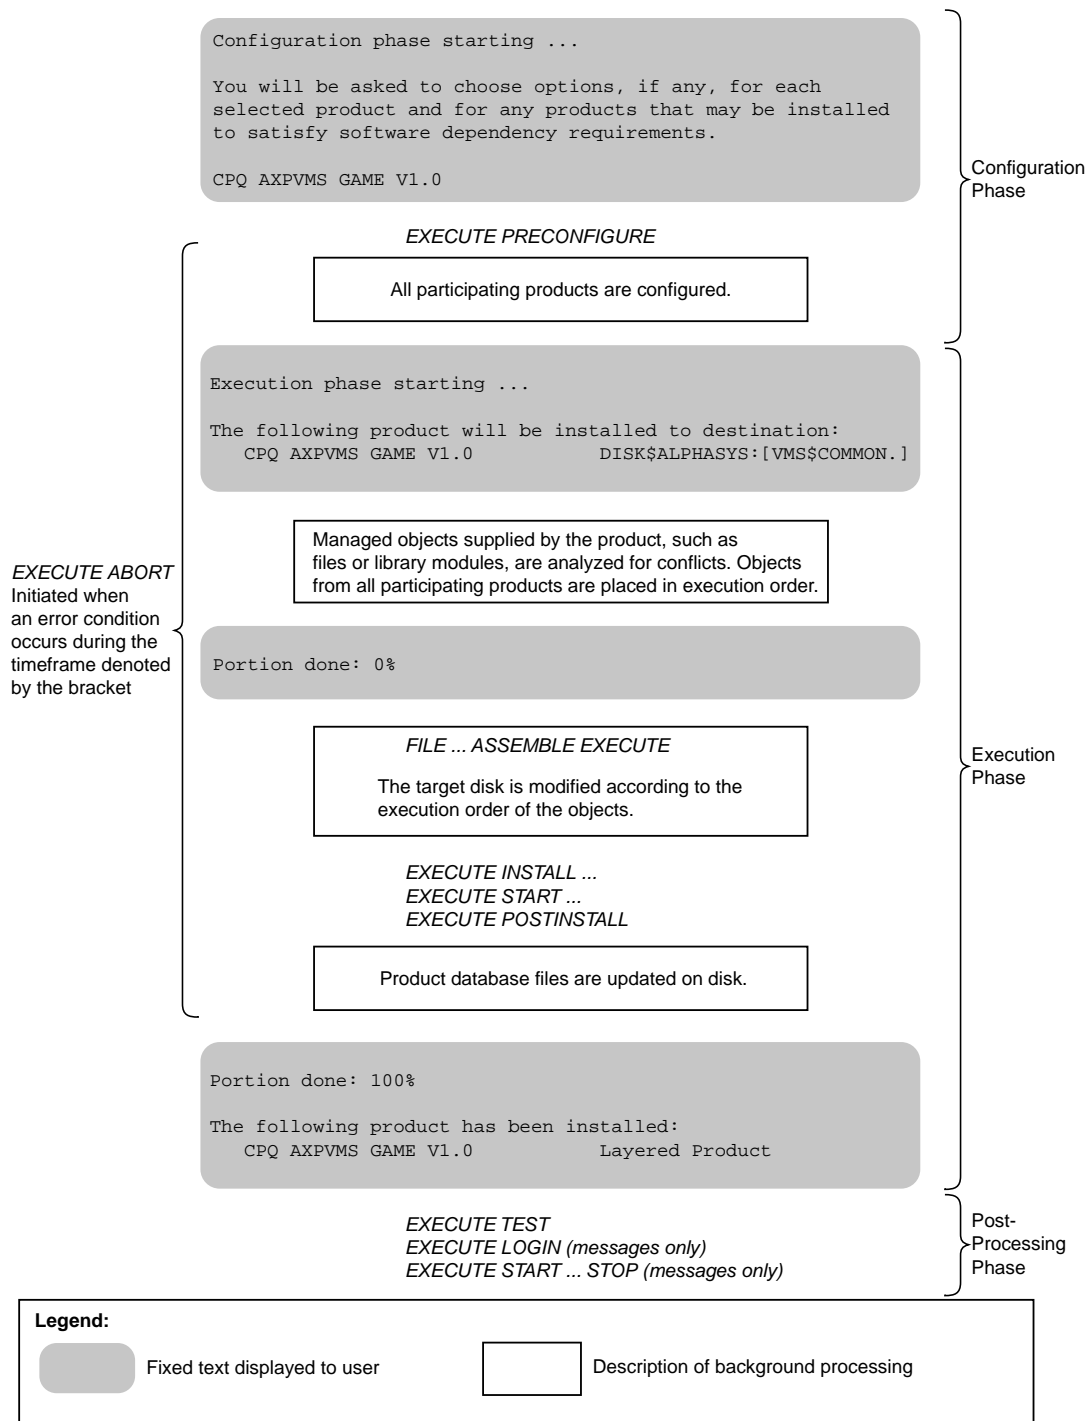 Configuration phase starting ...
You will be asked to choose options, if any, for each
selected product and for any products that may be installed
to satisfy software dependency requirements.
CPQ AXPVMS GAME V1.0
Configuration
Phase
EXECUTE PRECONFIGURE
All participating products are configured.
Execution phase starting ...
The following product will be installed to destination:
CPQ AXPVMS GAME V1.0 DISK$ALPHASYS:[VMS$COMMON.]
Managed objects supplied by the product, such as
files or library modules, are analyzed for conflicts. Objects
from all participating products are placed in execution order.
EXECUTE ABORT
Initiated when
an error condition
occurs during the
timeframe denoted
by the bracket
Portion done: 0%
FILE ... ASSEMBLE EXECUTE
The target disk is modified according to the
execution order of the objects.
Execution
Phase
EXECUTE INSTALL ...
EXECUTE START ...
EXECUTE POSTINSTALL
Product database files are updated on disk.
Portion done: 100%
The following product has been installed:
CPQ AXPVMS GAME V1.0 Layered Product
EXECUTE TEST
EXECUTE LOGIN (messages only)
EXECUTE START ... STOP (messages only)
Post-
Processing
Phase
Legend:
Fixed text displayed to user
Description of background processing